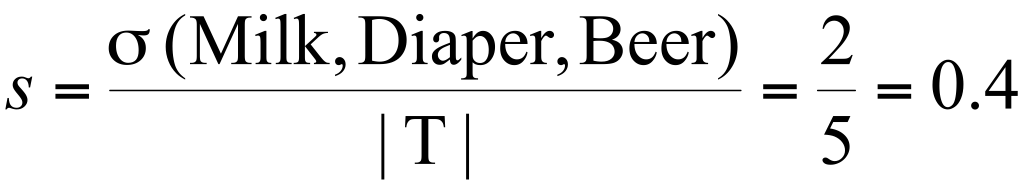 s = σ(Milk, Diaper, Beer) / | T | = 2 / 5 = 0.4